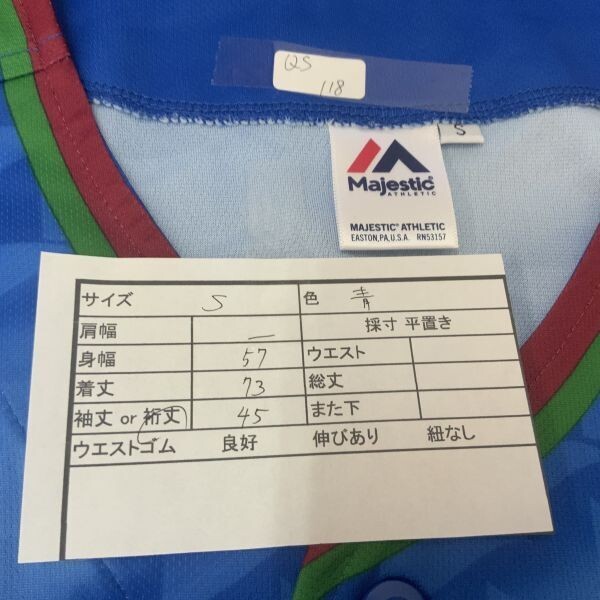 QS
118
S
Majestic®
ATHLETIC
MAJESTIC® ATHLETIC
EASTON, PA, U.S.A. RN53157
サイズ S 色 青
肩幅 — 採寸 平置き
身幅 57 ウエスト
着丈 73 総丈
袖丈 or 裄丈 45 また下
ウエストゴム 良好 伸びあり 紐なし